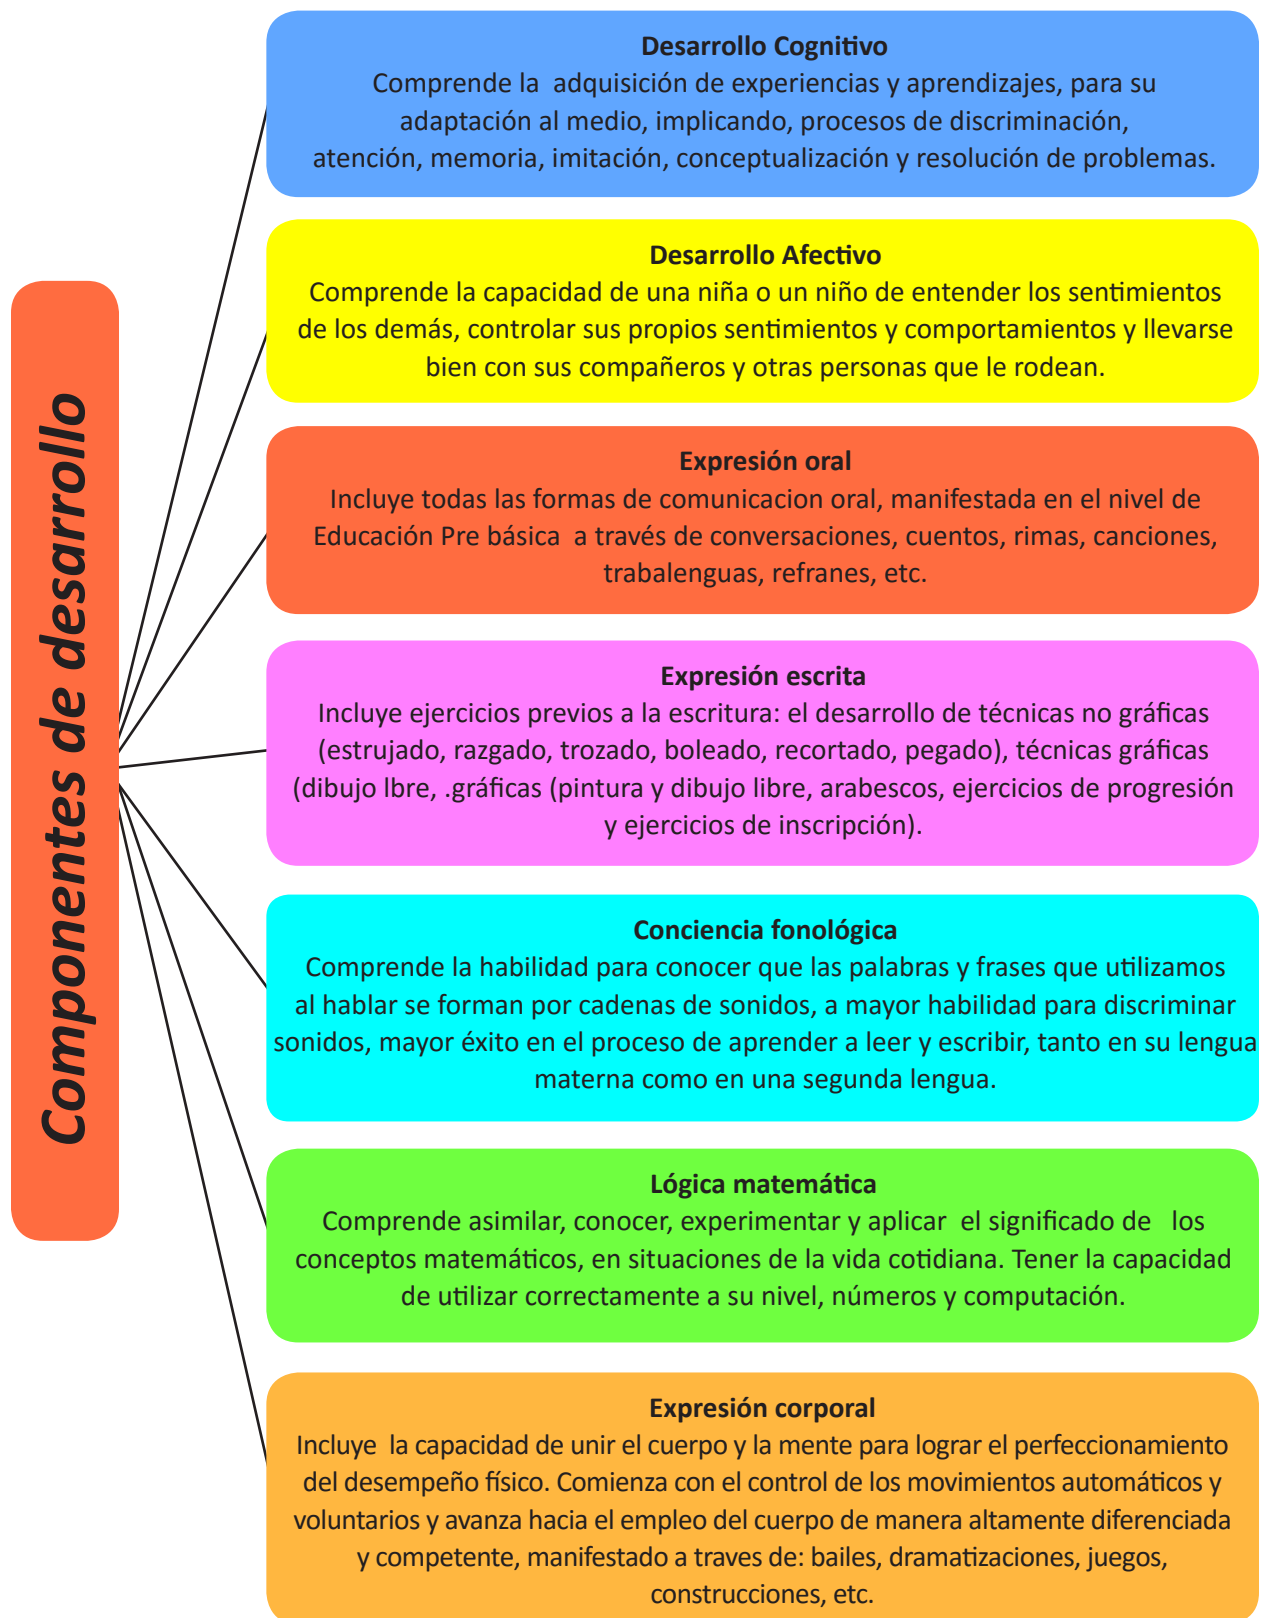 Componentes de desarrollo
Desarrollo Cognitivo
Comprende la adquisición de experiencias y aprendizajes, para su
adaptación al medio, implicando, procesos de discriminación,
atención, memoria, imitación, conceptualización y resolución de problemas.
Desarrollo Afectivo
Comprende la capacidad de una niña o un niño de entender los sentimientos
de los demás, controlar sus propios sentimientos y comportamientos y llevarse
bien con sus compañeros y otras personas que le rodean.
Expresión oral
Incluye todas las formas de comunicacion oral, manifestada en el nivel de
Educación Pre básica a través de conversaciones, cuentos, rimas, canciones,
trabalenguas, refranes, etc.
Expresión escrita
Incluye ejercicios previos a la escritura: el desarrollo de técnicas no gráficas
(estrujado, razgado, trozado, boleado, recortado, pegado), técnicas gráficas
(dibujo lbre, .gráficas (pintura y dibujo libre, arabescos, ejercicios de progresión
y ejercicios de inscripción).
Conciencia fonológica
Comprende la habilidad para conocer que las palabras y frases que utilizamos
al hablar se forman por cadenas de sonidos, a mayor habilidad para discriminar
sonidos, mayor éxito en el proceso de aprender a leer y escribir, tanto en su lengua
materna como en una segunda lengua.
Lógica matemática
Comprende asimilar, conocer, experimentar y aplicar el significado de los
conceptos matemáticos, en situaciones de la vida cotidiana. Tener la capacidad
de utilizar correctamente a su nivel, números y computación.
Expresión corporal
Incluye la capacidad de unir el cuerpo y la mente para lograr el perfeccionamiento
del desempeño físico. Comienza con el control de los movimientos automáticos y
voluntarios y avanza hacia el empleo del cuerpo de manera altamente diferenciada
y competente, manifestado a traves de: bailes, dramatizaciones, juegos,
construcciones, etc.